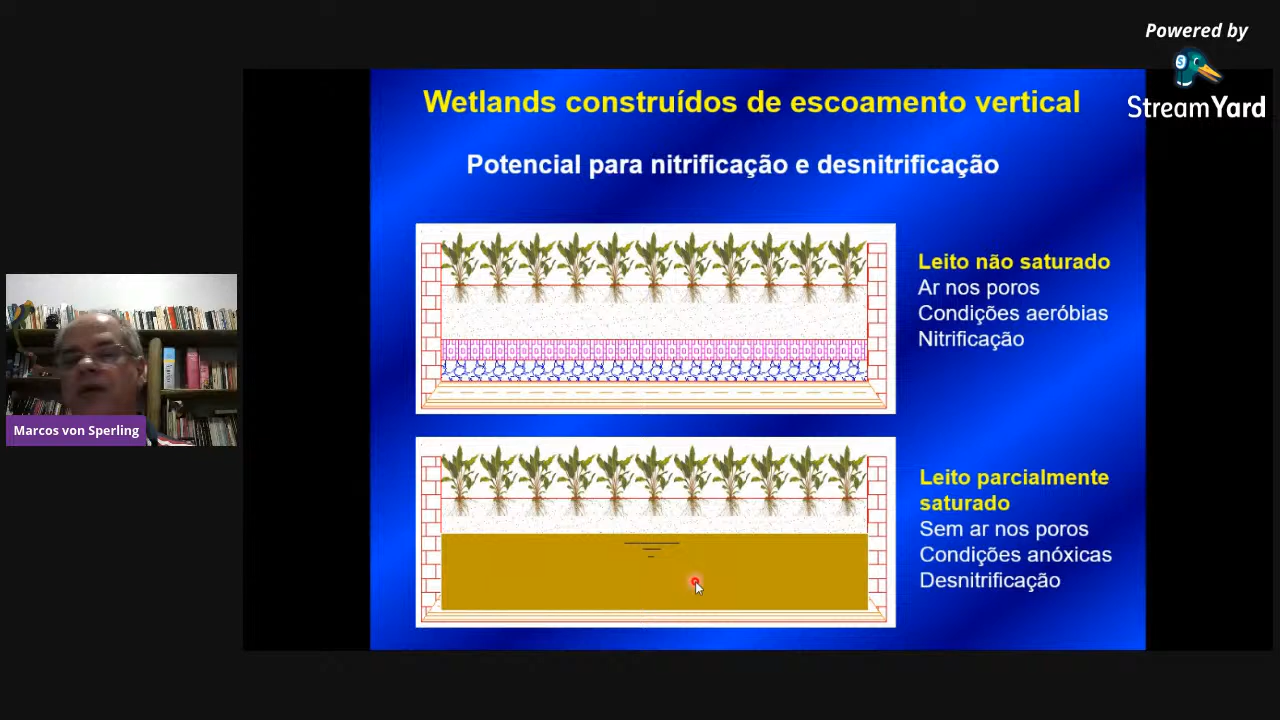 Powered by
StreamYard
Wetlands construídos de escoamento vertical
Potencial para nitrificação e desnitrificação
Leito não saturado
Ar nos poros
Condições aeróbias
Nitrificação
Leito parcialmente
saturado
Sem ar nos poros
Condições anóxicas
Desnitrificação
Marcos von Sperling